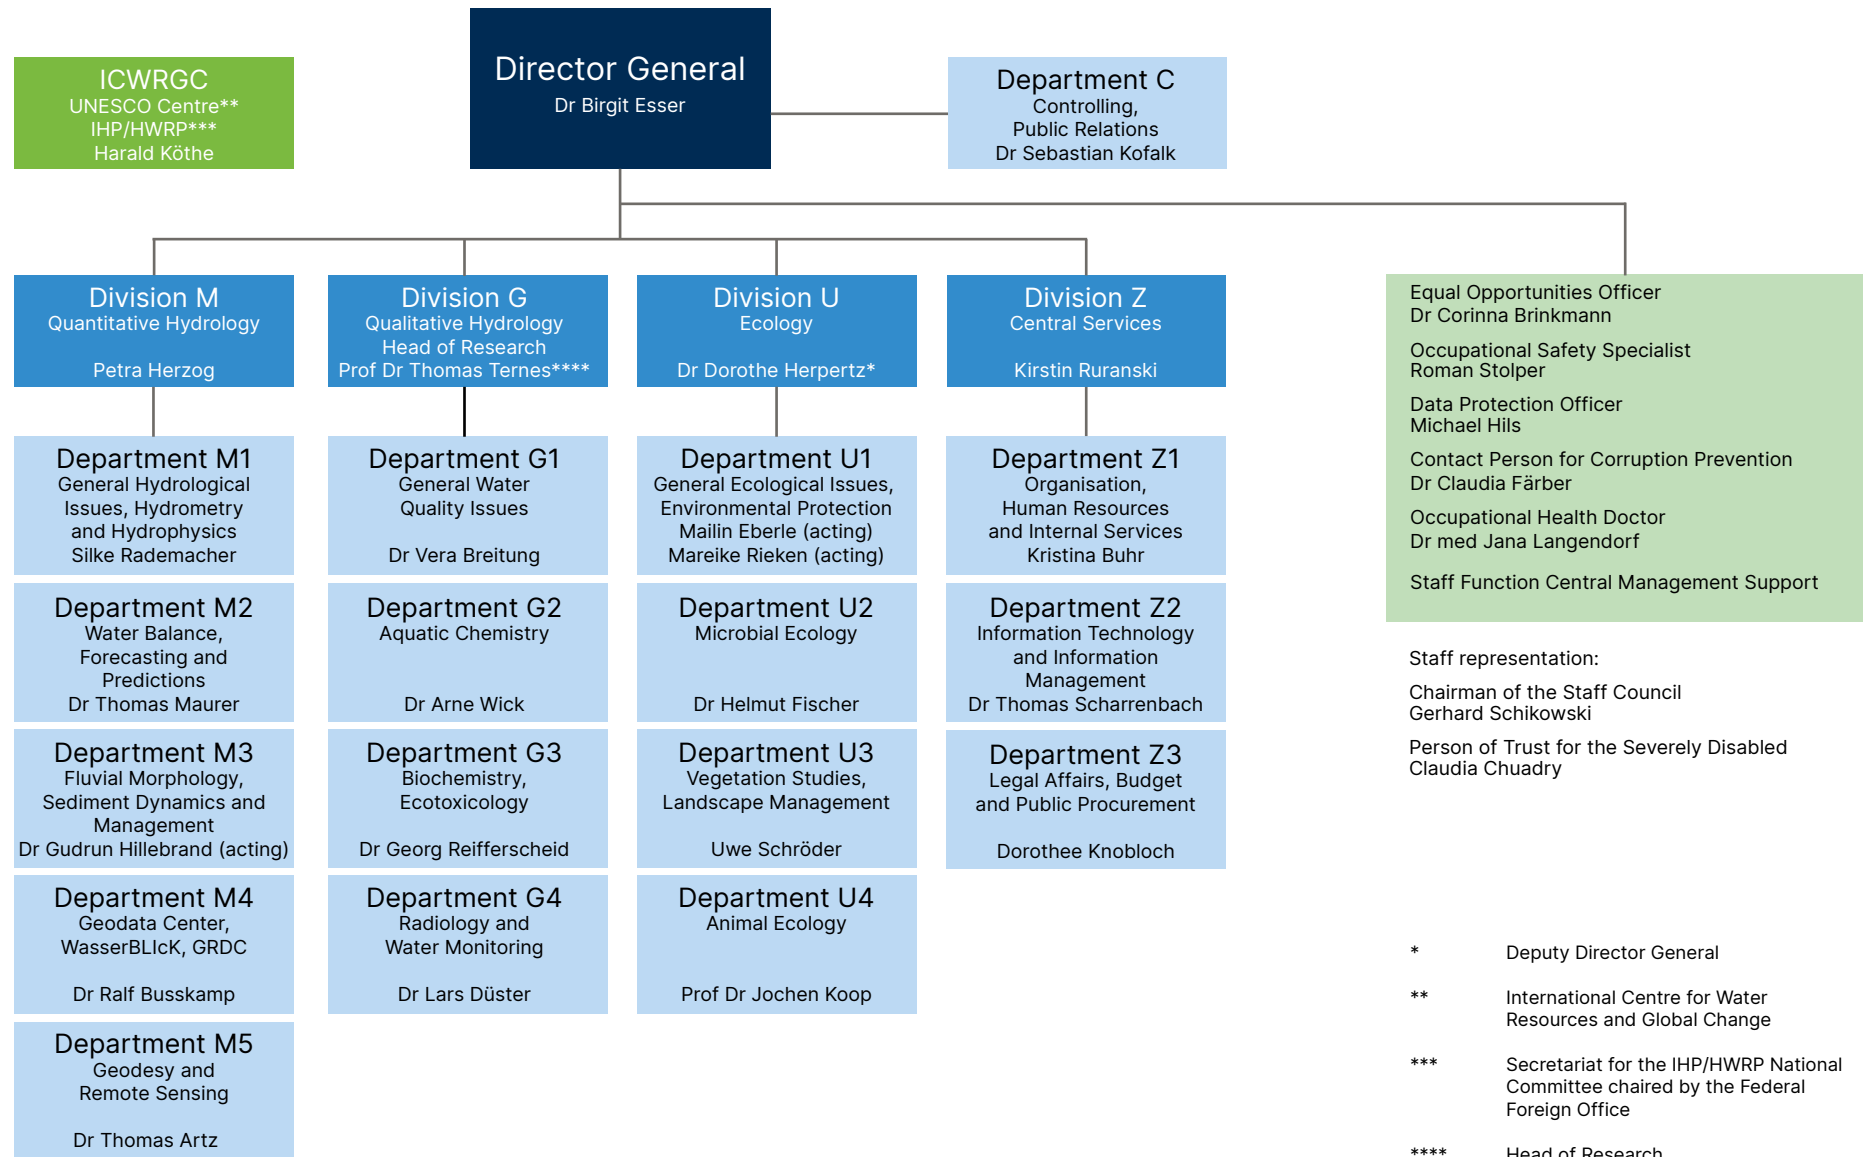 ICWRGC
UNESCO Centre**
IHP/HWRP***
Harald Köthe
Director General
Dr Birgit Esser
Department C
Controlling,
Public Relations
Dr Sebastian Kofalk
Division M
Quantitative Hydrology
Petra Herzog
Division G
Qualitative Hydrology
Head of Research
Prof Dr Thomas Ternes****
Division U
Ecology
Dr Dorothe Herpertz*
Division Z
Central Services
Kirstin Ruranski
Department M1
General Hydrological
Issues, Hydrometry
and Hydrophysics
Silke Rademacher
Department M2
Water Balance,
Forecasting and
Predictions
Dr Thomas Maurer
Department M3
Fluvial Morphology,
Sediment Dynamics and
Management
Dr Gudrun Hillebrand (acting)
Department M4
Geodata Center,
WasserBLIcK, GRDC
Dr Ralf Busskamp
Department M5
Geodesy and
Remote Sensing
Dr Thomas Artz
Department G1
General Water
Quality Issues
Dr Vera Breitung
Department G2
Aquatic Chemistry
Dr Arne Wick
Department G3
Biochemistry,
Ecotoxicology
Dr Georg Reifferscheid
Department G4
Radiology and
Water Monitoring
Dr Lars Düster
Department U1
General Ecological Issues,
Environmental Protection
Mailin Eberle (acting)
Mareike Rieken (acting)
Department U2
Microbial Ecology
Dr Helmut Fischer
Department U3
Vegetation Studies,
Landscape Management
Uwe Schröder
Department U4
Animal Ecology
Prof Dr Jochen Koop
Department Z1
Organisation,
Human Resources
and Internal Services
Kristina Buhr
Department Z2
Information Technology
and Information
Management
Dr Thomas Scharrenbach
Department Z3
Legal Affairs, Budget
and Public Procurement
Dorothee Knobloch
Equal Opportunities Officer
Dr Corinna Brinkmann
Occupational Safety Specialist
Roman Stolper
Data Protection Officer
Michael Hils
Contact Person for Corruption Prevention
Dr Claudia Färber
Occupational Health Doctor
Dr med Jana Langendorf
Staff Function Central Management Support
Staff representation:
Chairman of the Staff Council
Gerhard Schikowski
Person of Trust for the Severely Disabled
Claudia Chuadry
* Deputy Director General
** International Centre for Water
Resources and Global Change
*** Secretariat for the IHP/HWRP National
Committee chaired by the Federal
Foreign Office
**** Head of Research